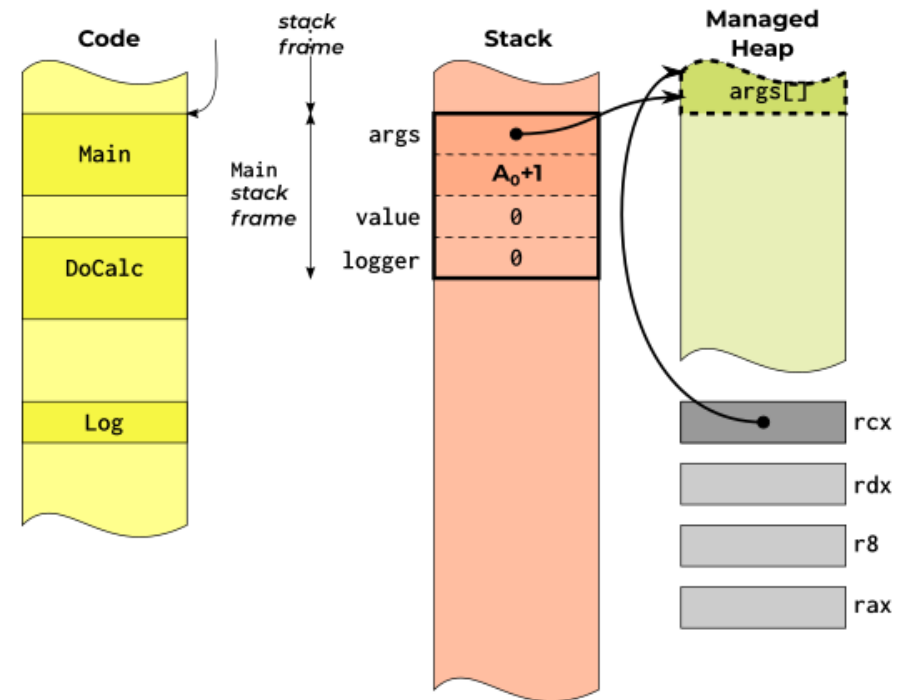 Code
stack
frame
Stack
Managed
Heap
args[]
Main
Main
stack
frame
args
A₀+1
value
0
logger
0
DoCalc
Log
rcx
rdx
r8
rax